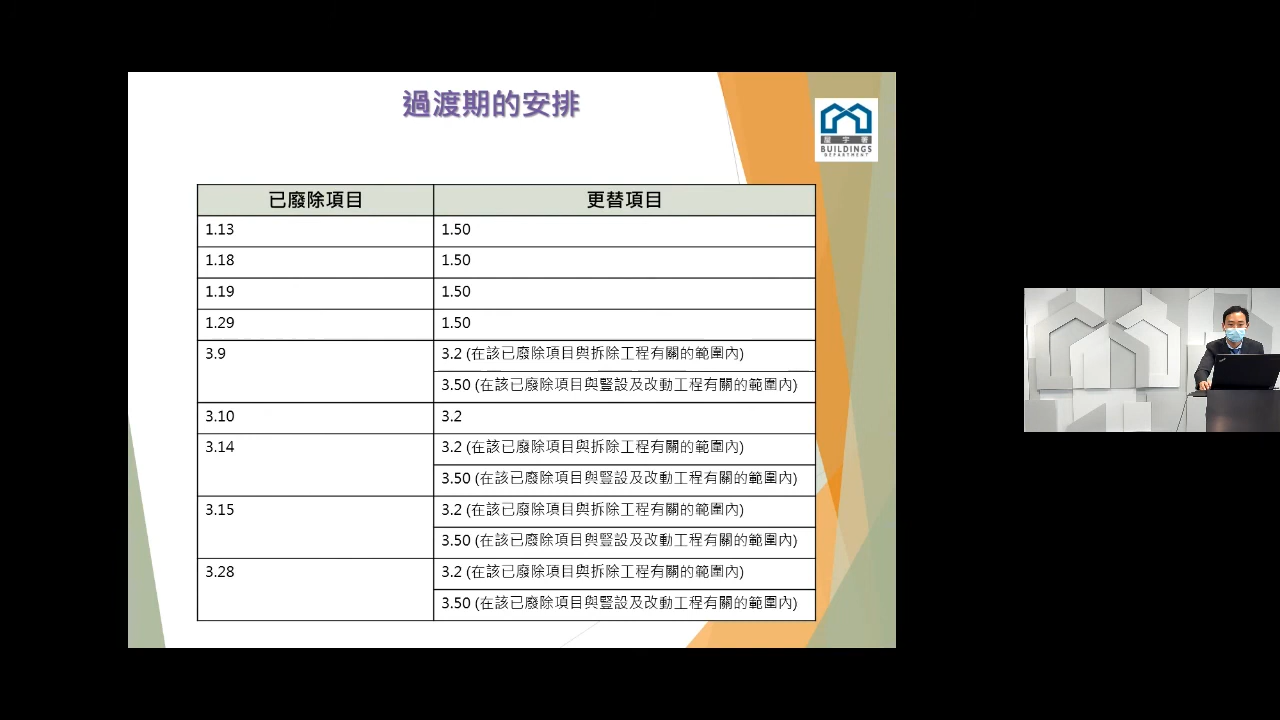 過渡期的安排
屋宇署
BUILDINGS
DEPARTMENT
已廢除項目 更替項目
1.13 1.50
1.18 1.50
1.19 1.50
1.29 1.50
3.9 3.2 (在該已廢除項目與拆除工程有關的範圍內)
3.50 (在該已廢除項目與豎設及改動工程有關的範圍內)
3.10 3.2
3.14 3.2 (在該已廢除項目與拆除工程有關的範圍內)
3.50 (在該已廢除項目與豎設及改動工程有關的範圍內)
3.15 3.2 (在該已廢除項目與拆除工程有關的範圍內)
3.50 (在該已廢除項目與豎設及改動工程有關的範圍內)
3.28 3.2 (在該已廢除項目與拆除工程有關的範圍內)
3.50 (在該已廢除項目與豎設及改動工程有關的範圍內)